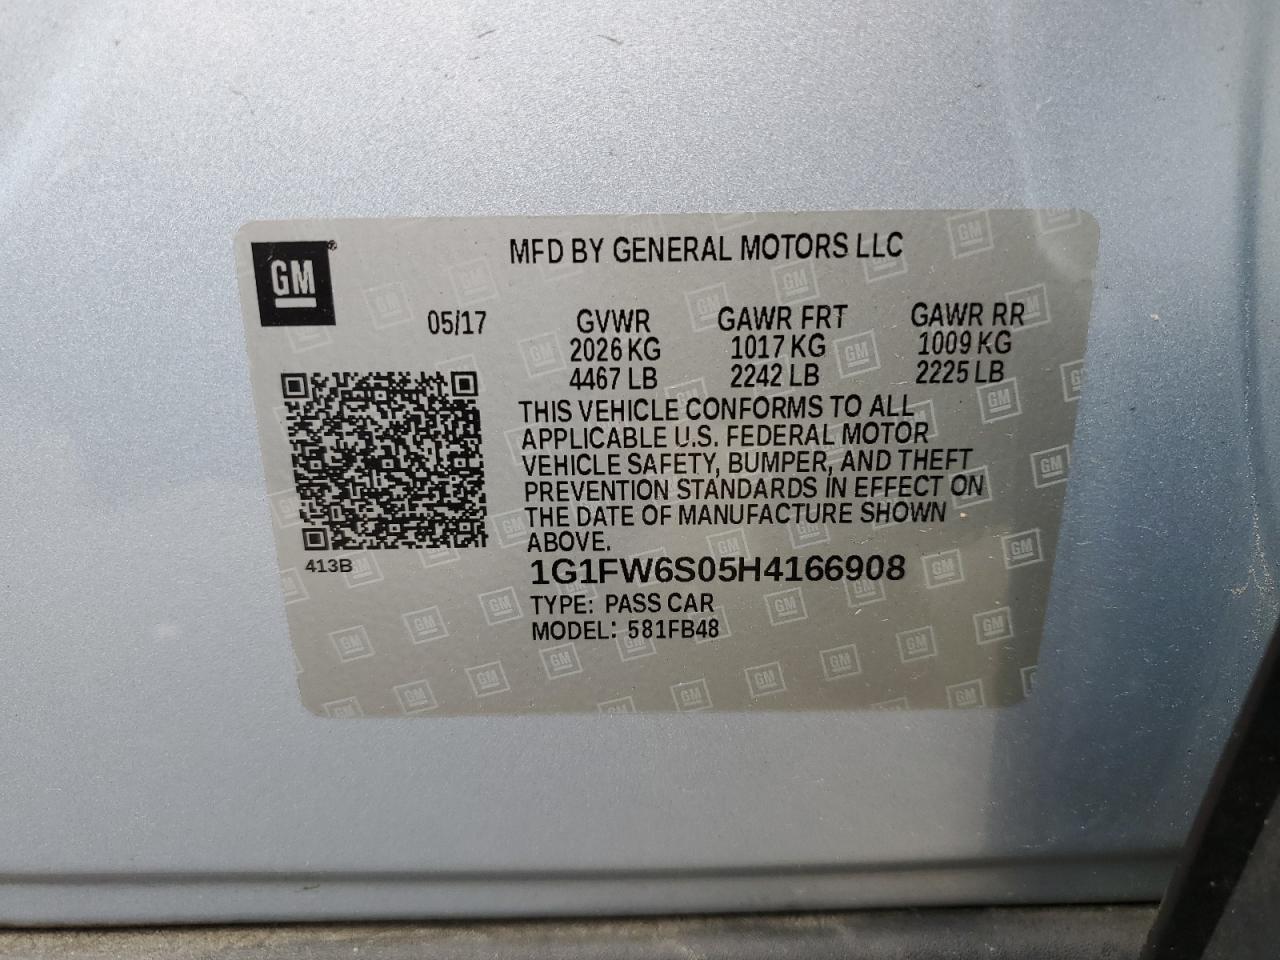 GM
MFD BY GENERAL MOTORS LLC
05/17 GVWR GAWR FRT GAWR RR
2026 KG 1017 KG 1009 KG
4467 LB 2242 LB 2225 LB
THIS VEHICLE CONFORMS TO ALL
APPLICABLE U.S. FEDERAL MOTOR
VEHICLE SAFETY, BUMPER, AND THEFT
PREVENTION STANDARDS IN EFFECT ON
THE DATE OF MANUFACTURE SHOWN
ABOVE.
413B
1G1FW6S05H4166908
TYPE: PASS CAR
MODEL: 581FB48